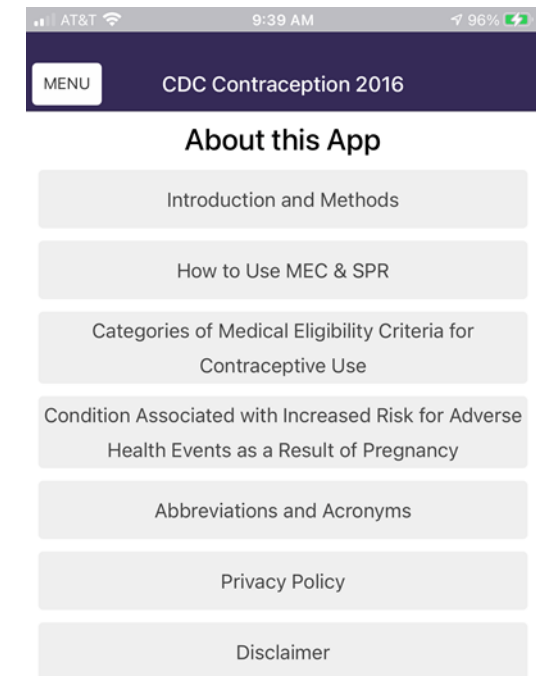 AT&T 9:39 AM 96%
MENU CDC Contraception 2016
About this App
Introduction and Methods
How to Use MEC & SPR
Categories of Medical Eligibility Criteria for
Contraceptive Use
Condition Associated with Increased Risk for Adverse
Health Events as a Result of Pregnancy
Abbreviations and Acronyms
Privacy Policy
Disclaimer